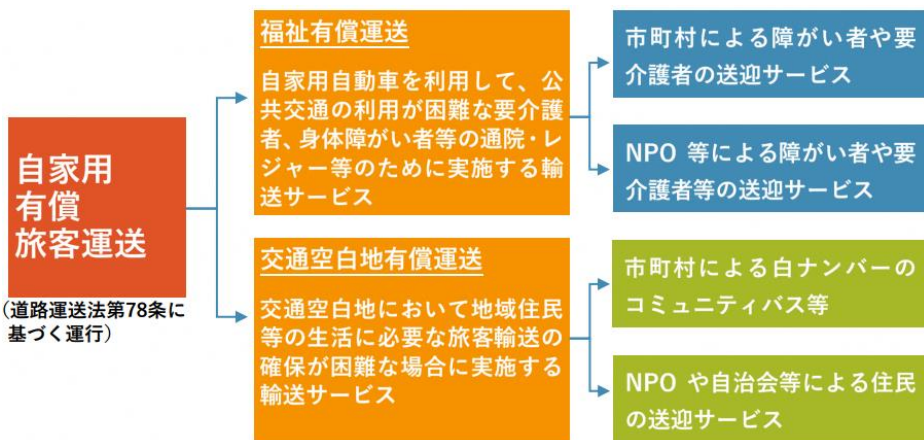 自家用
有償
旅客運送
(道路運送法第78条に
基づく運行)
福祉有償運送
自家用自動車を利用して、公
共交通の利用が困難な要介護
者、身体障がい者等の通院・レ
ジャー等のために実施する輸
送サービス
交通空白地有償運送
交通空白地において地域住民
等の生活に必要な旅客輸送の
確保が困難な場合に実施する
輸送サービス
市町村による障がい者や要
介護者の送迎サービス
NPO 等による障がい者や要
介護者等の送迎サービス
市町村による白ナンバーの
コミュニティバス等
NPO や自治会等による住民
の送迎サービス